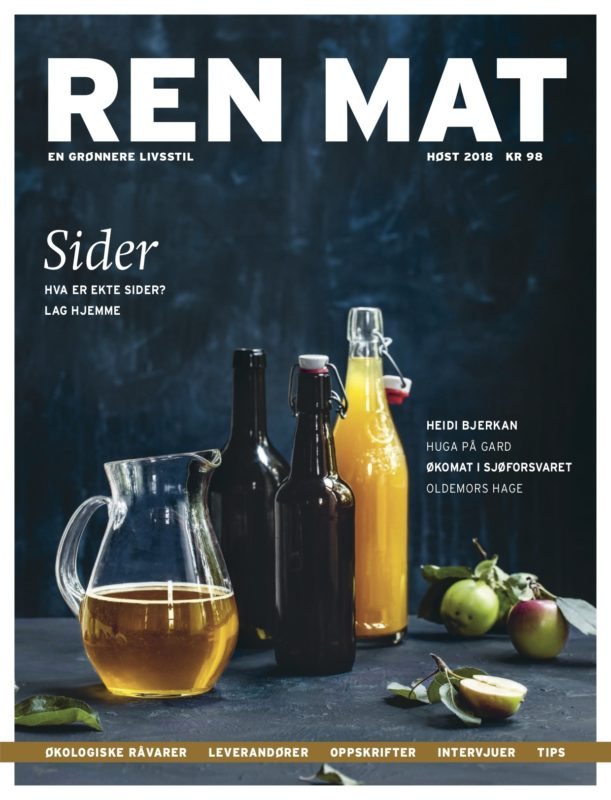 REN MAT
EN GRØNNERE LIVSSTIL HØST 2018 KR 98
Sider
HVA ER EKTE SIDER?
LAG HJEMME
HEIDI BJERKAN
HUGA PÅ GARD
ØKOMAT I SJØFORSVARET
OLDEMORS HAGE
ØKOLOGISKE RÅVARER LEVERANDØRER OPPSKRIFTER INTERVJUER TIPS